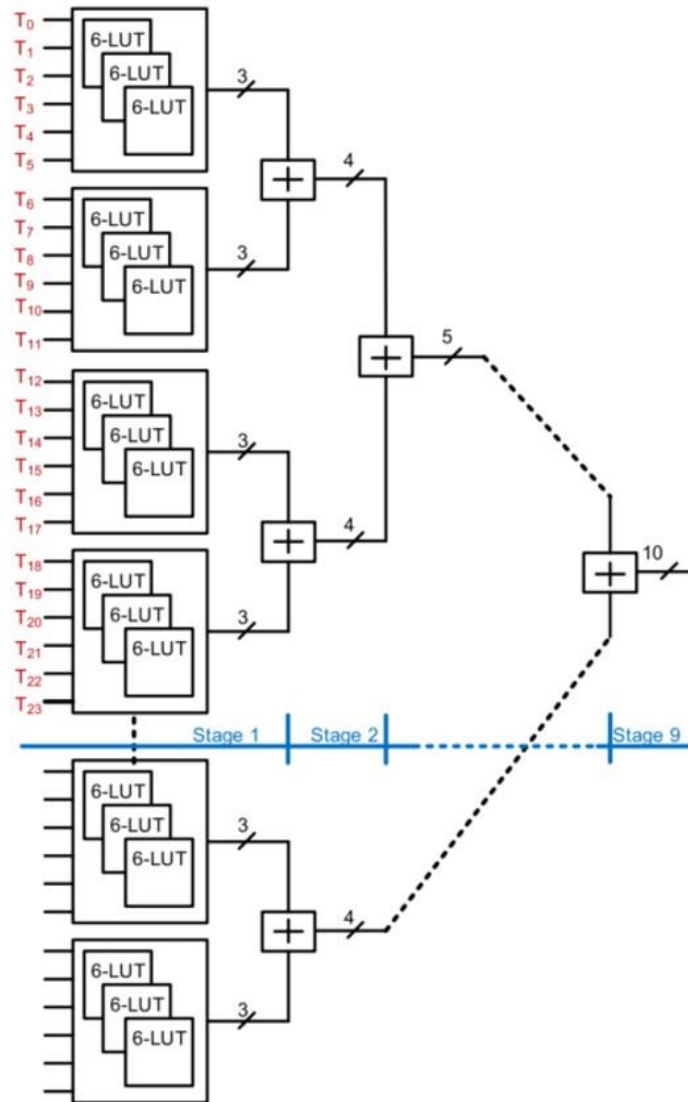 T0
6-LUT
T1
6-LUT
T2
3
6-LUT
T3
T4
T5
4
T6
6-LUT
T7
6-LUT
T8
3
6-LUT
T9
T10
T11
5
T12
6-LUT
T13
6-LUT
T14
3
6-LUT
T15
T16
T17
4
10
T18
6-LUT
T19
6-LUT
T20
3
6-LUT
T21
T22
T23
Stage 1 Stage 2 Stage 9
6-LUT
6-LUT
3
6-LUT
4
6-LUT
6-LUT
3
6-LUT